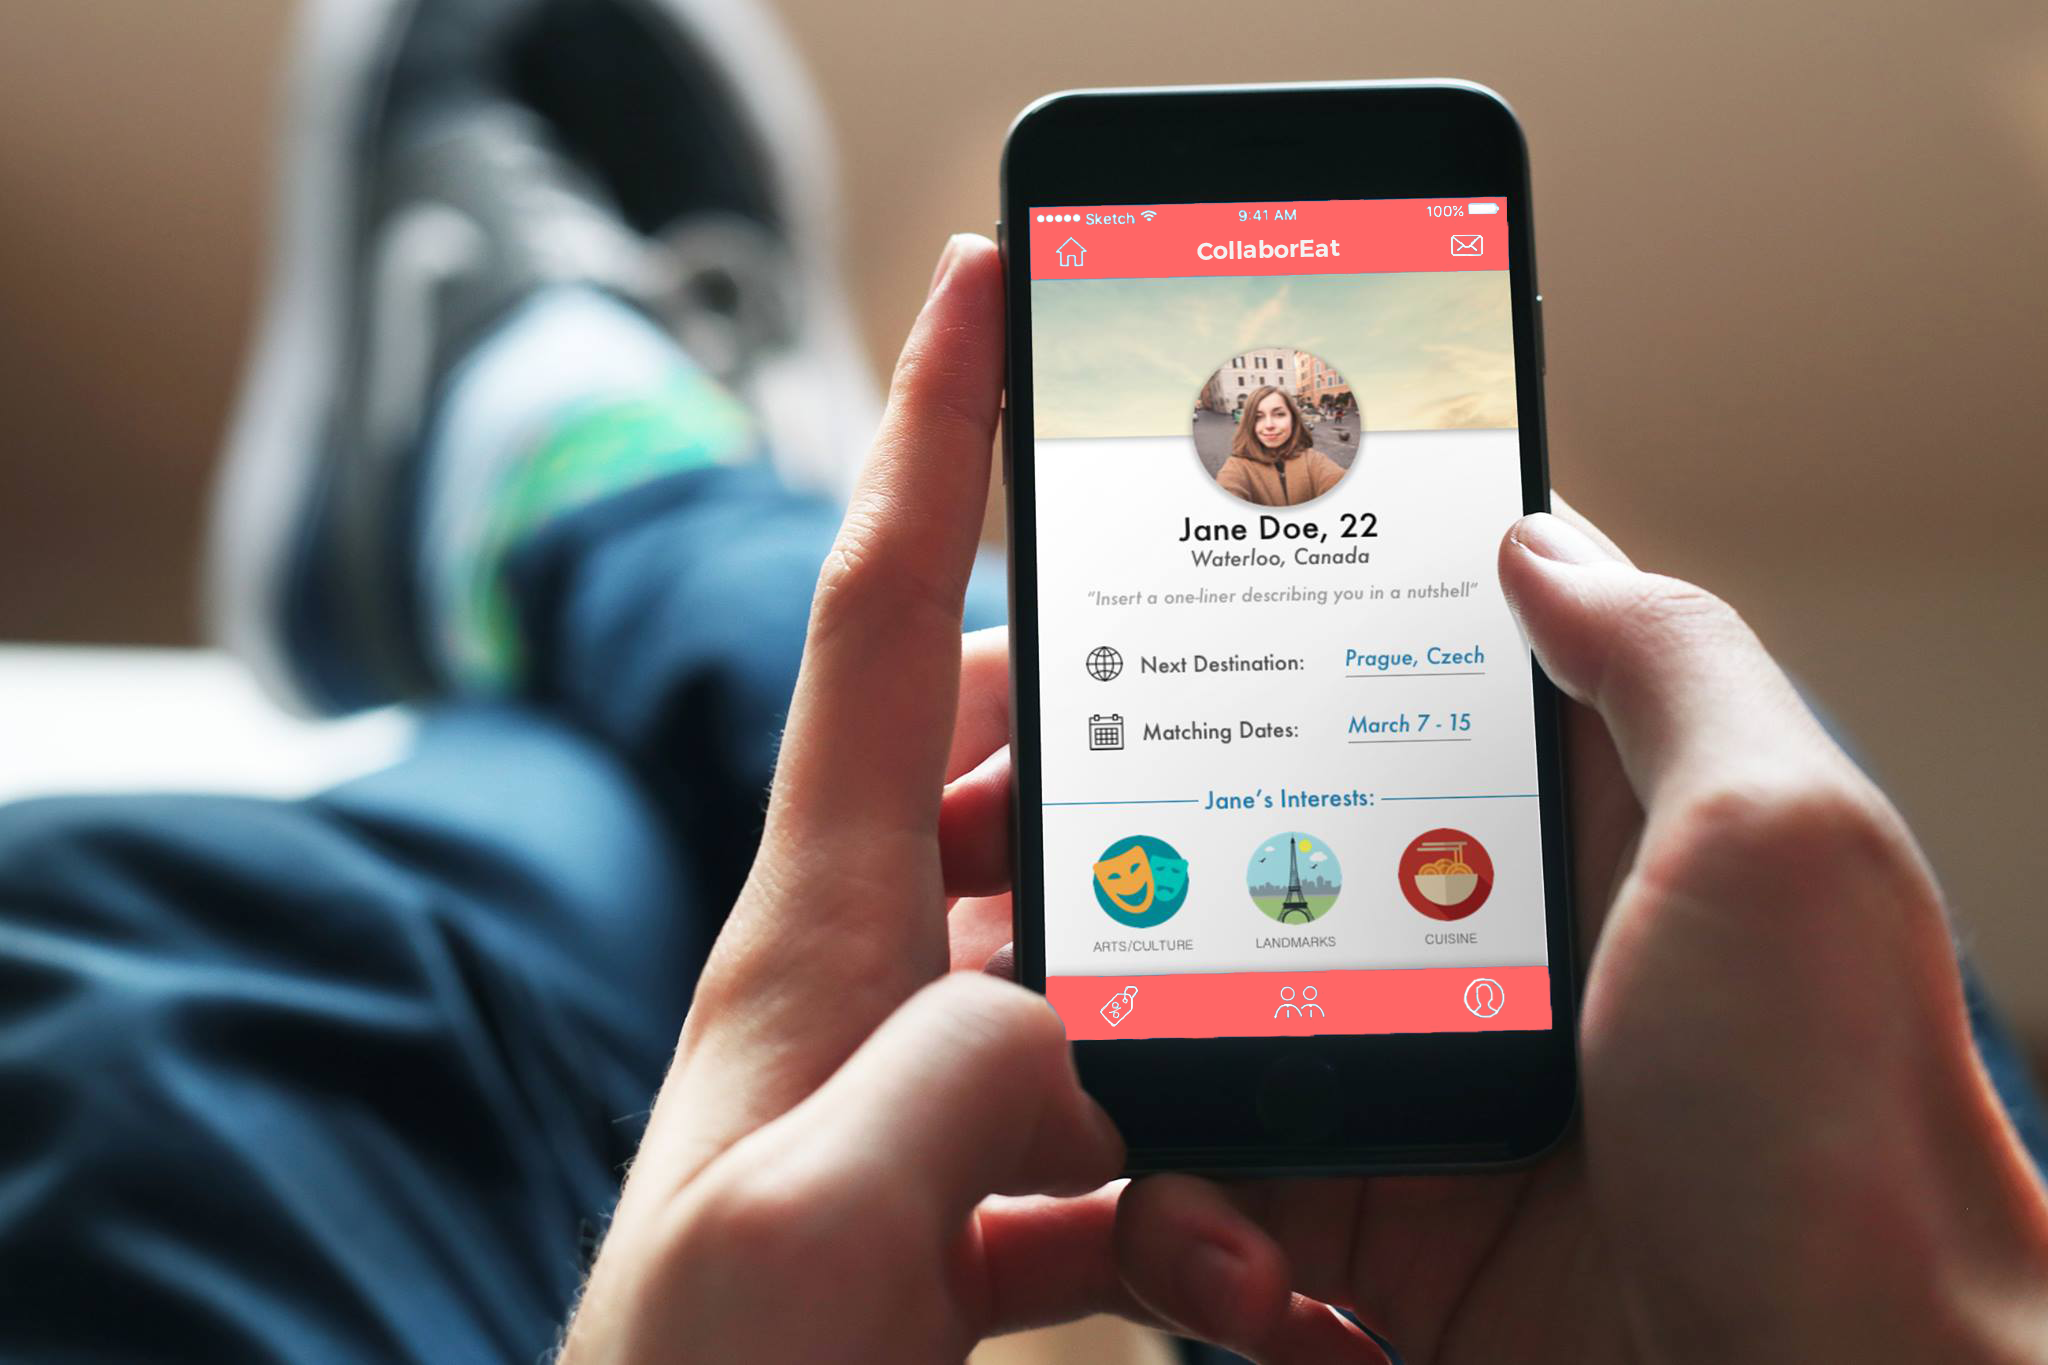 Sketch 9:41 AM 100%
CollaborEat
Jane Doe, 22
Waterloo, Canada
“Insert a one-liner describing you in a nutshell”
Next Destination: Prague, Czech
Matching Dates: March 7 - 15
Jane’s Interests:
ARTS/CULTURE LANDMARKS CUISINE